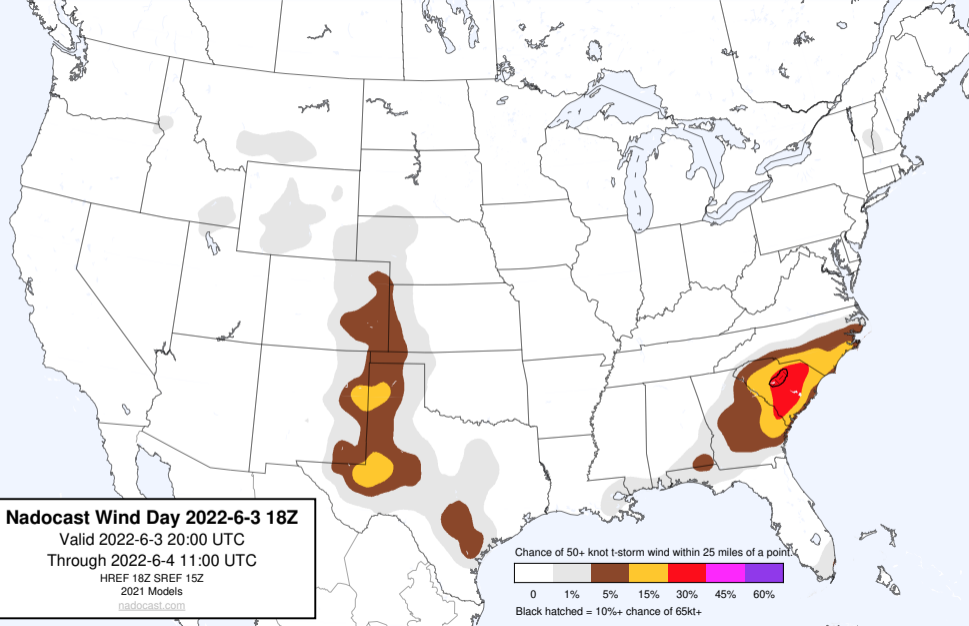 Nadocast Wind Day 2022-6-3 18Z
Valid 2022-6-3 20:00 UTC
Through 2022-6-4 11:00 UTC
HREF 18Z SREF 15Z
2021 Models
nadocast.com
Chance of 50+ knot t-storm wind within 25 miles of a point.
0 1% 5% 15% 30% 45% 60%
Black hatched = 10%+ chance of 65kt+